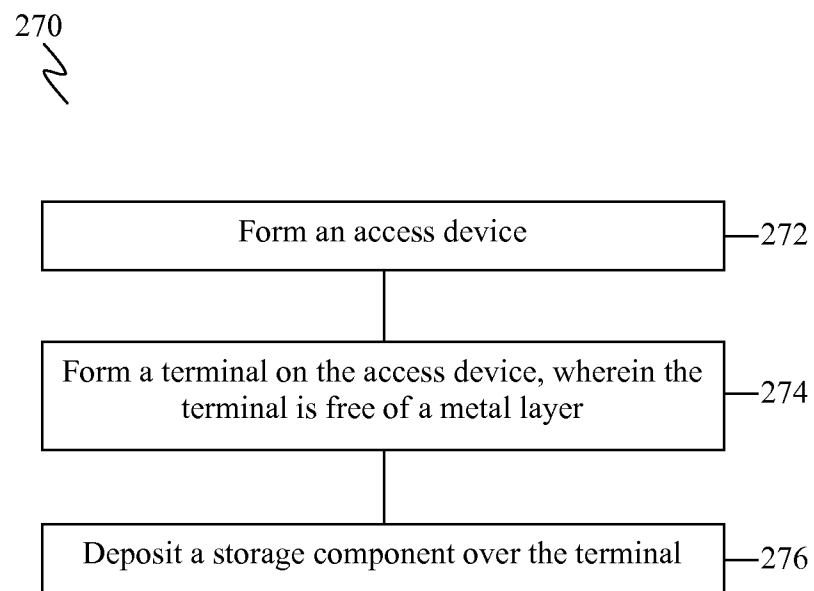 270
Form an access device
272
Form a terminal on the access device, wherein the
terminal is free of a metal layer
274
Deposit a storage component over the terminal
276